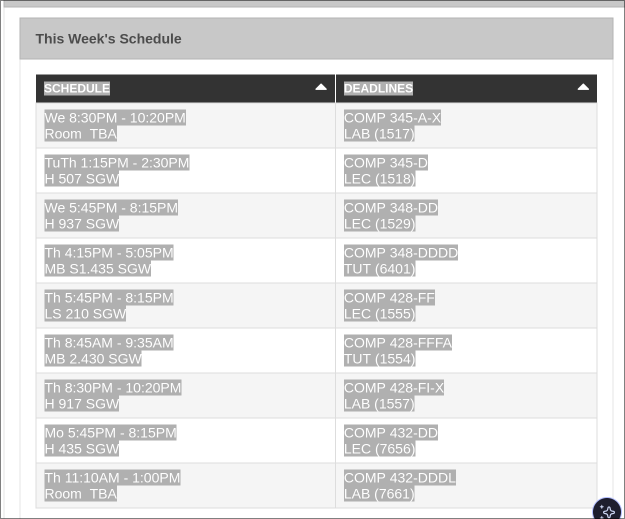 This Week's Schedule
SCHEDULE DEADLINES
We 8:30PM - 10:20PM COMP 345-A-X
Room TBA LAB (1517)
TuTh 1:15PM - 2:30PM COMP 345-D
H 507 SGW LEC (1518)
We 5:45PM - 8:15PM COMP 348-DD
H 937 SGW LEC (1529)
Th 4:15PM - 5:05PM COMP 348-DDDD
MB S1.435 SGW TUT (6401)
Th 5:45PM - 8:15PM COMP 428-FF
LS 210 SGW LEC (1555)
Th 8:45AM - 9:35AM COMP 428-FFFA
MB 2.430 SGW TUT (1554)
Th 8:30PM - 10:20PM COMP 428-FI-X
H 917 SGW LAB (1557)
Mo 5:45PM - 8:15PM COMP 432-DD
H 435 SGW LEC (7656)
Th 11:10AM - 1:00PM COMP 432-DDDL
Room TBA LAB (7661)